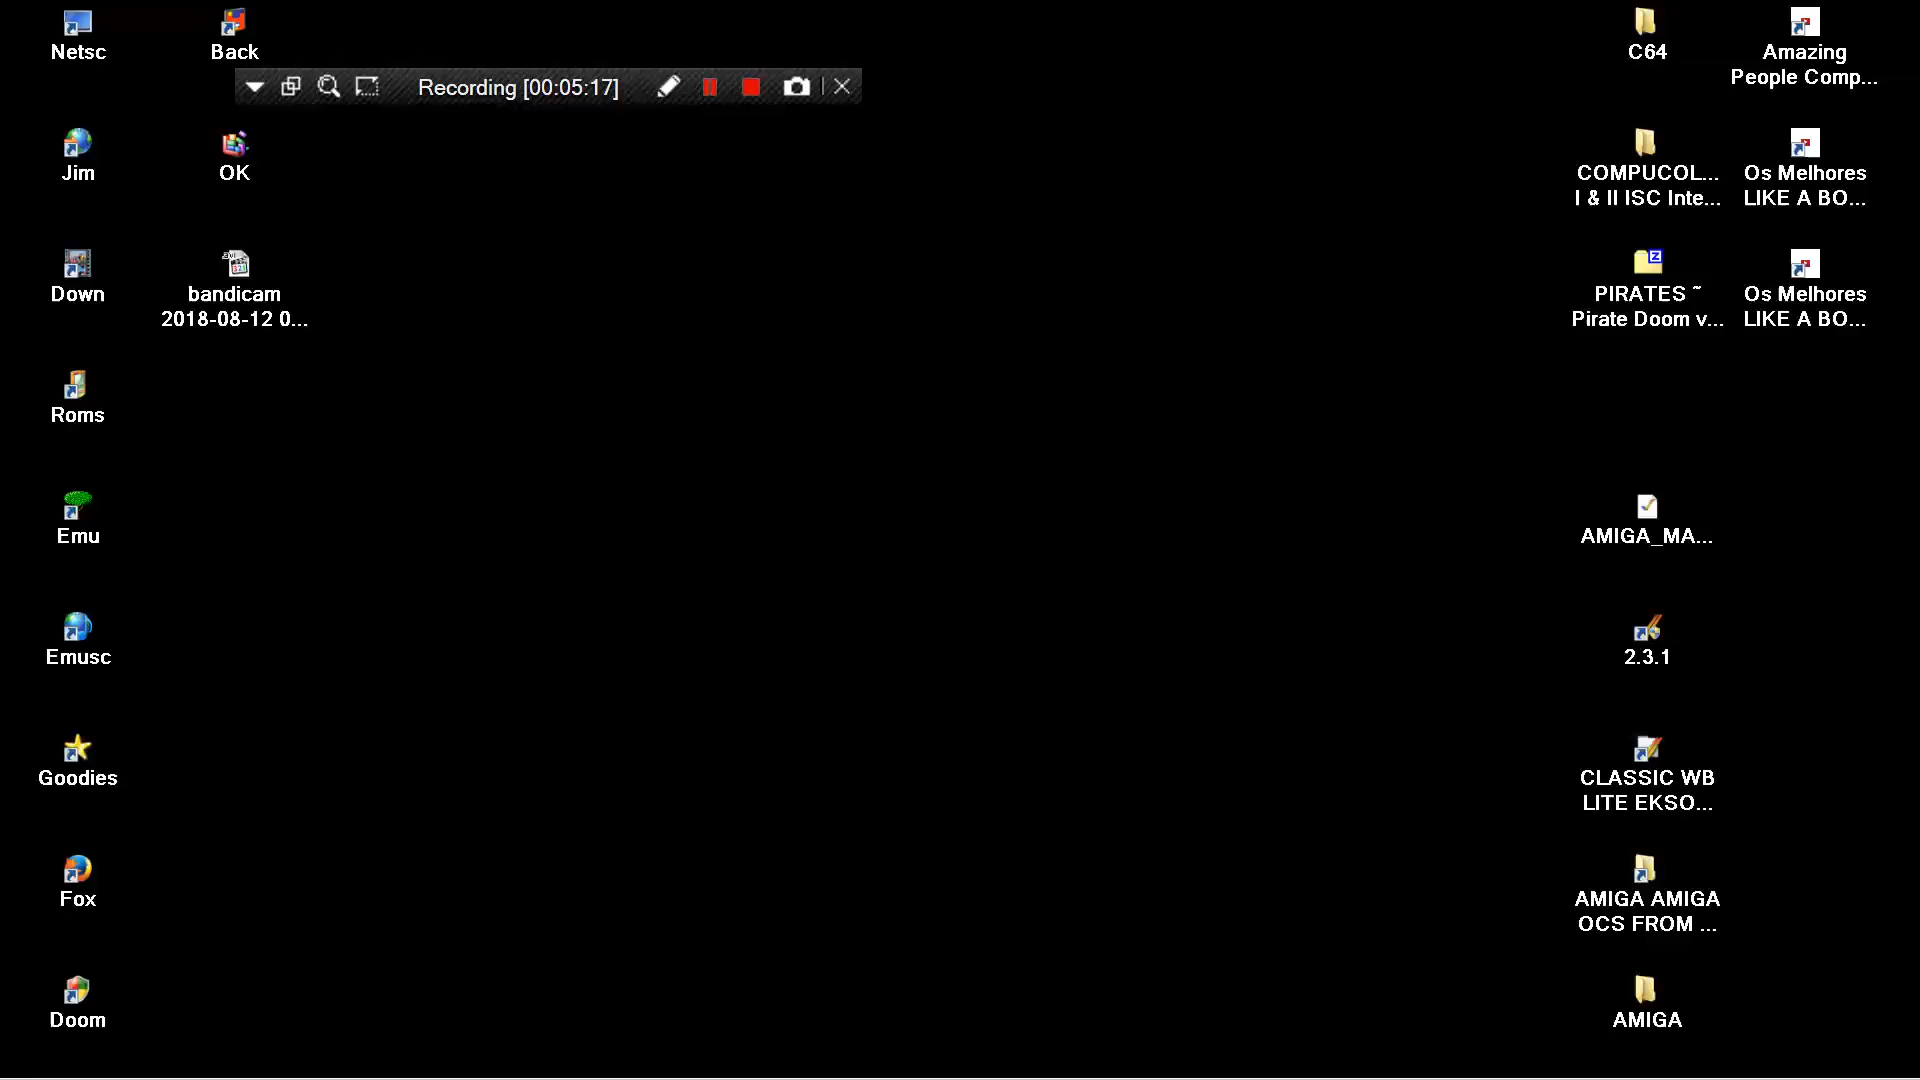 Netsc
Back
C64
Amazing
People Comp...
Recording [00:05:17]
Jim
OK
COMPUCOL...
I & II ISC Inte...
Os Melhores
LIKE A BO...
Down
bandicam
2018-08-12 0...
PIRATES ~
Pirate Doom v...
Os Melhores
LIKE A BO...
Roms
Emu
AMIGA_MA...
Emusc
2.3.1
Goodies
CLASSIC WB
LITE EKSO...
Fox
AMIGA AMIGA
OCS FROM ...
Doom
AMIGA